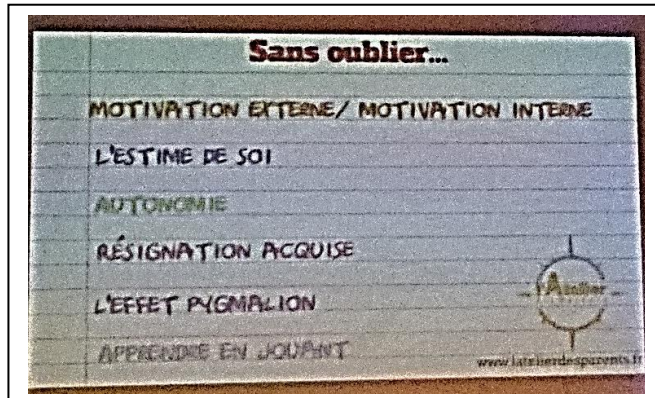 Sans oublier...
MOTIVATION EXTERNE/ MOTIVATION INTERNE
L'ESTIME DE SOI
AUTONOMIE
RÉSIGNATION ACQUISE
L'EFFET PYGMALION
l'Atelier
APPRENDRE EN JOUANT
www.latelierdesparents.fr